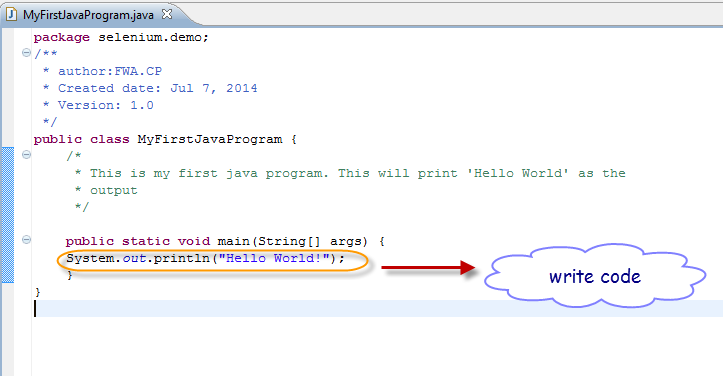 MyFirstJavaProgram.java
package selenium.demo;
/**
 * author:FWA.CP
 * Created date: Jul 7, 2014
 * Version: 1.0
 */
public class MyFirstJavaProgram {
    /*
     * This is my first java program. This will print 'Hello World' as the
     * output
     */
    public static void main(String[] args) {
    System.out.println("Hello World!");
    }
}
write code